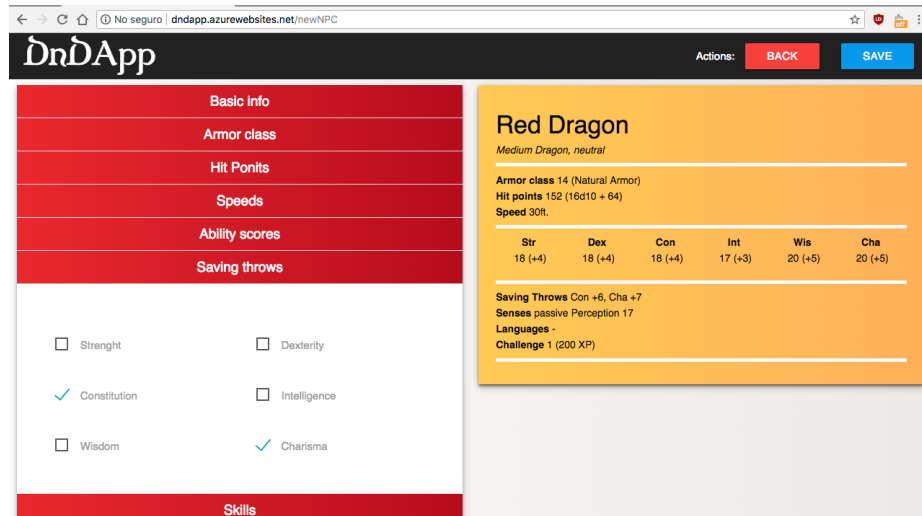 No seguro | dndapp.azurewebsites.net/newNPC
off
DnDApp
Actions: BACK SAVE
Basic info
Armor class
Hit Ponits
Speeds
Ability scores
Saving throws
Strenght Dexterity
Constitution Intelligence
Wisdom Charisma
Skills
Red Dragon
Medium Dragon, neutral
Armor class 14 (Natural Armor)
Hit points 152 (16d10 + 64)
Speed 30ft.
Str Dex Con Int Wis Cha
18 (+4) 18 (+4) 18 (+4) 17 (+3) 20 (+5) 20 (+5)
Saving Throws Con +6, Cha +7
Senses passive Perception 17
Languages -
Challenge 1 (200 XP)